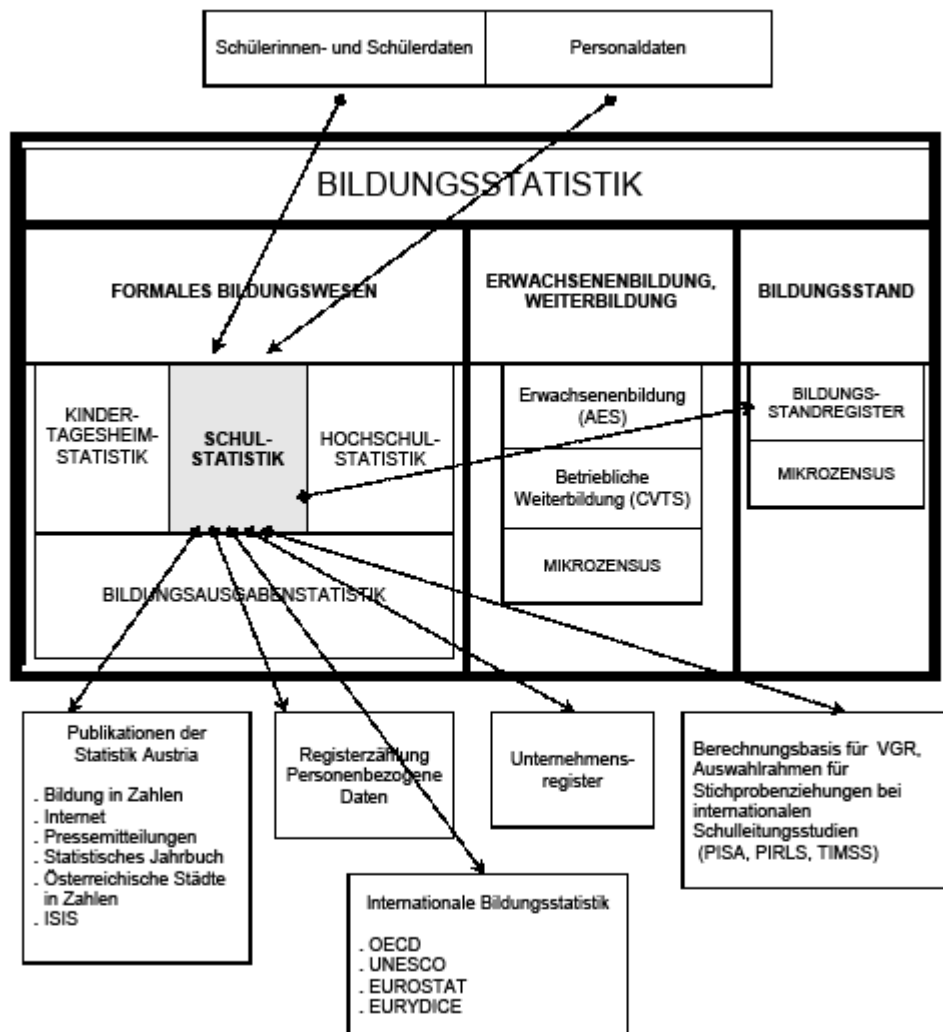 Schülerinnen- und Schülerdaten
Personaldaten
BILDUNGSSTATISTIK
FORMALES BILDUNGSWESEN
ERWACHSENENBILDUNG,
WEITERBILDUNG
BILDUNGSSTAND
KINDER-
TAGESHEIM-
STATISTIK
SCHUL-
STATISTIK
HOCHSCHUL-
STATISTIK
BILDUNGSAUSGABENSTATISTIK
Erwachsenenbildung
(AES)
Betriebliche
Weiterbildung (CVTS)
MIKROZENSUS
BILDUNGS-
STANDREGISTER
MIKROZENSUS
Publikationen der
Statistik Austria
. Bildung in Zahlen
. Internet
. Pressemitteilungen
. Statistisches Jahrbuch
. Österreichische Städte
in Zahlen
. ISIS
Registerzählung
Personenbezogene
Daten
Unternehmens-
register
Berechnungsbasis für VGR,
Auswahlrahmen für
Stichprobenziehungen bei
internationalen
Schulleitungsstudien
(PISA, PIRLS, TIMSS)
Internationale Bildungsstatistik
. OECD
. UNESCO
. EUROSTAT
. EURYDICE